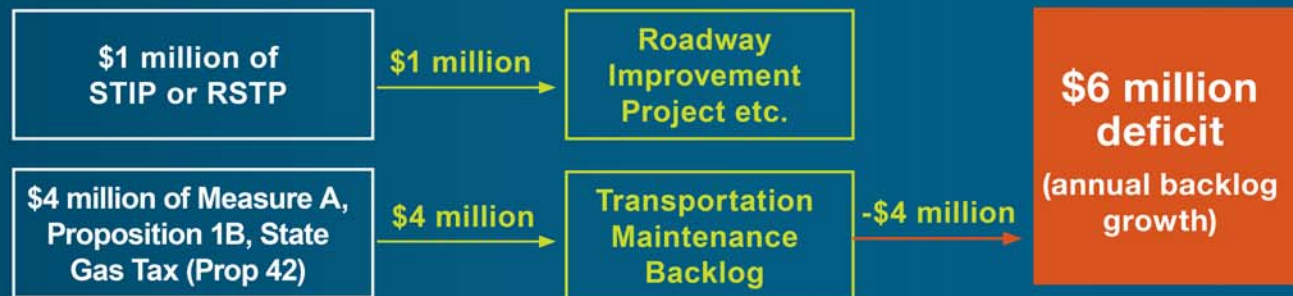 $1 million of
STIP or RSTP
$1 million
Roadway
Improvement
Project etc.
$4 million of Measure A,
Proposition 1B, State
Gas Tax (Prop 42)
$4 million
Transportation
Maintenance
Backlog
-$4 million
$6 million
deficit
(annual backlog
growth)